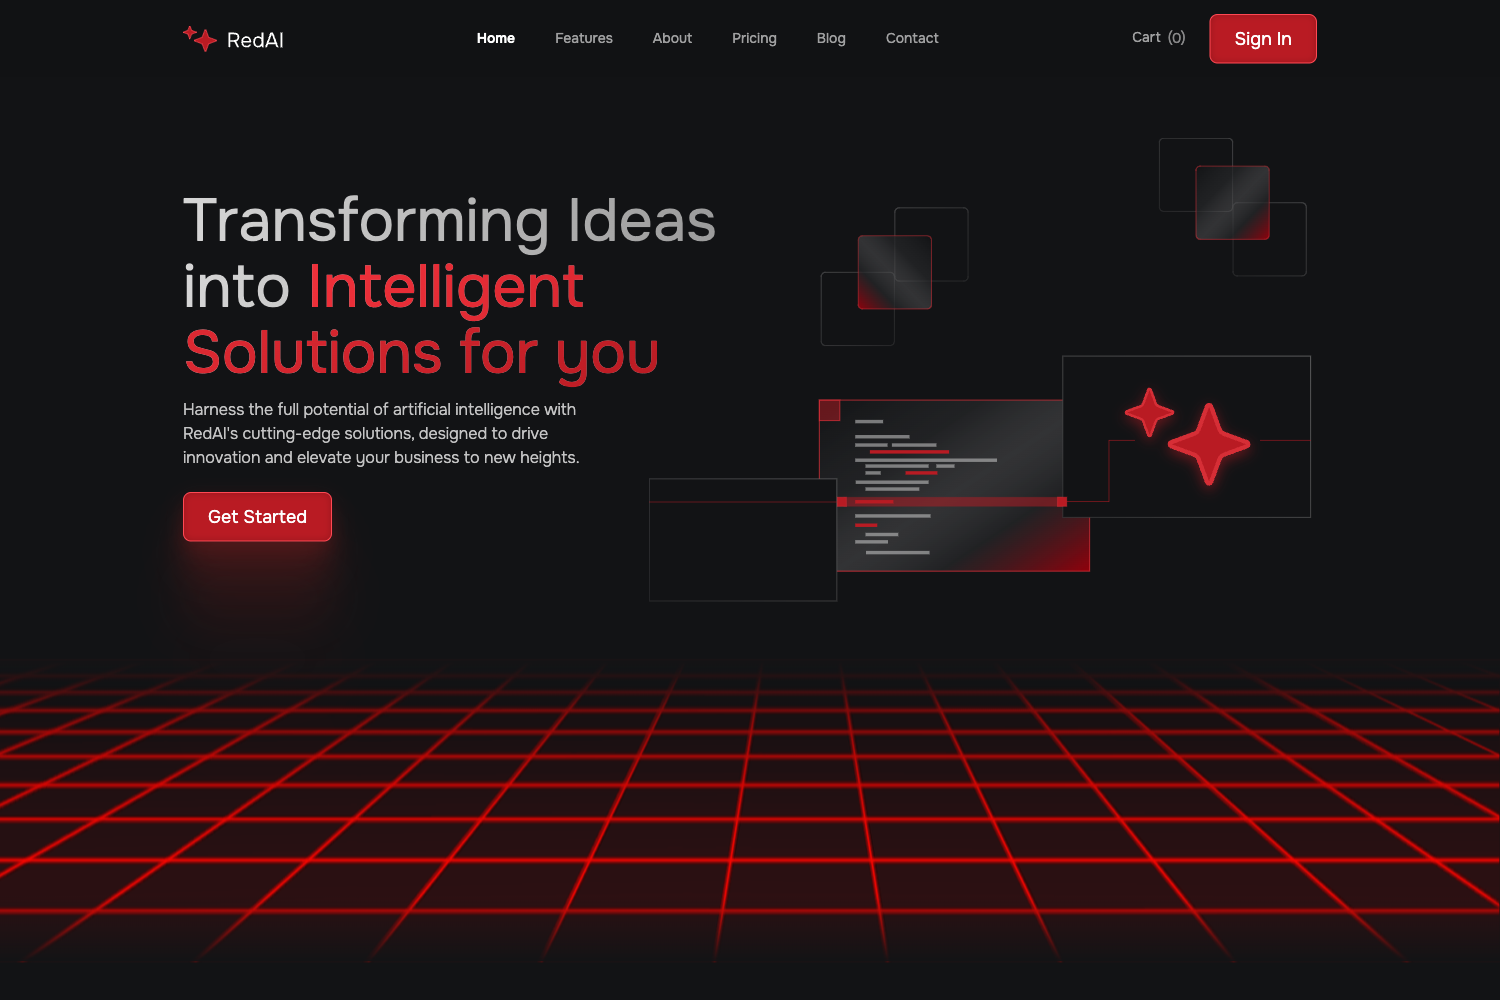 RedAI
Home
Features
About
Pricing
Blog
Contact
Cart (0)
Sign In
Transforming Ideas
into Intelligent
Solutions for you
Harness the full potential of artificial intelligence with
RedAI's cutting-edge solutions, designed to drive
innovation and elevate your business to new heights.
Get Started